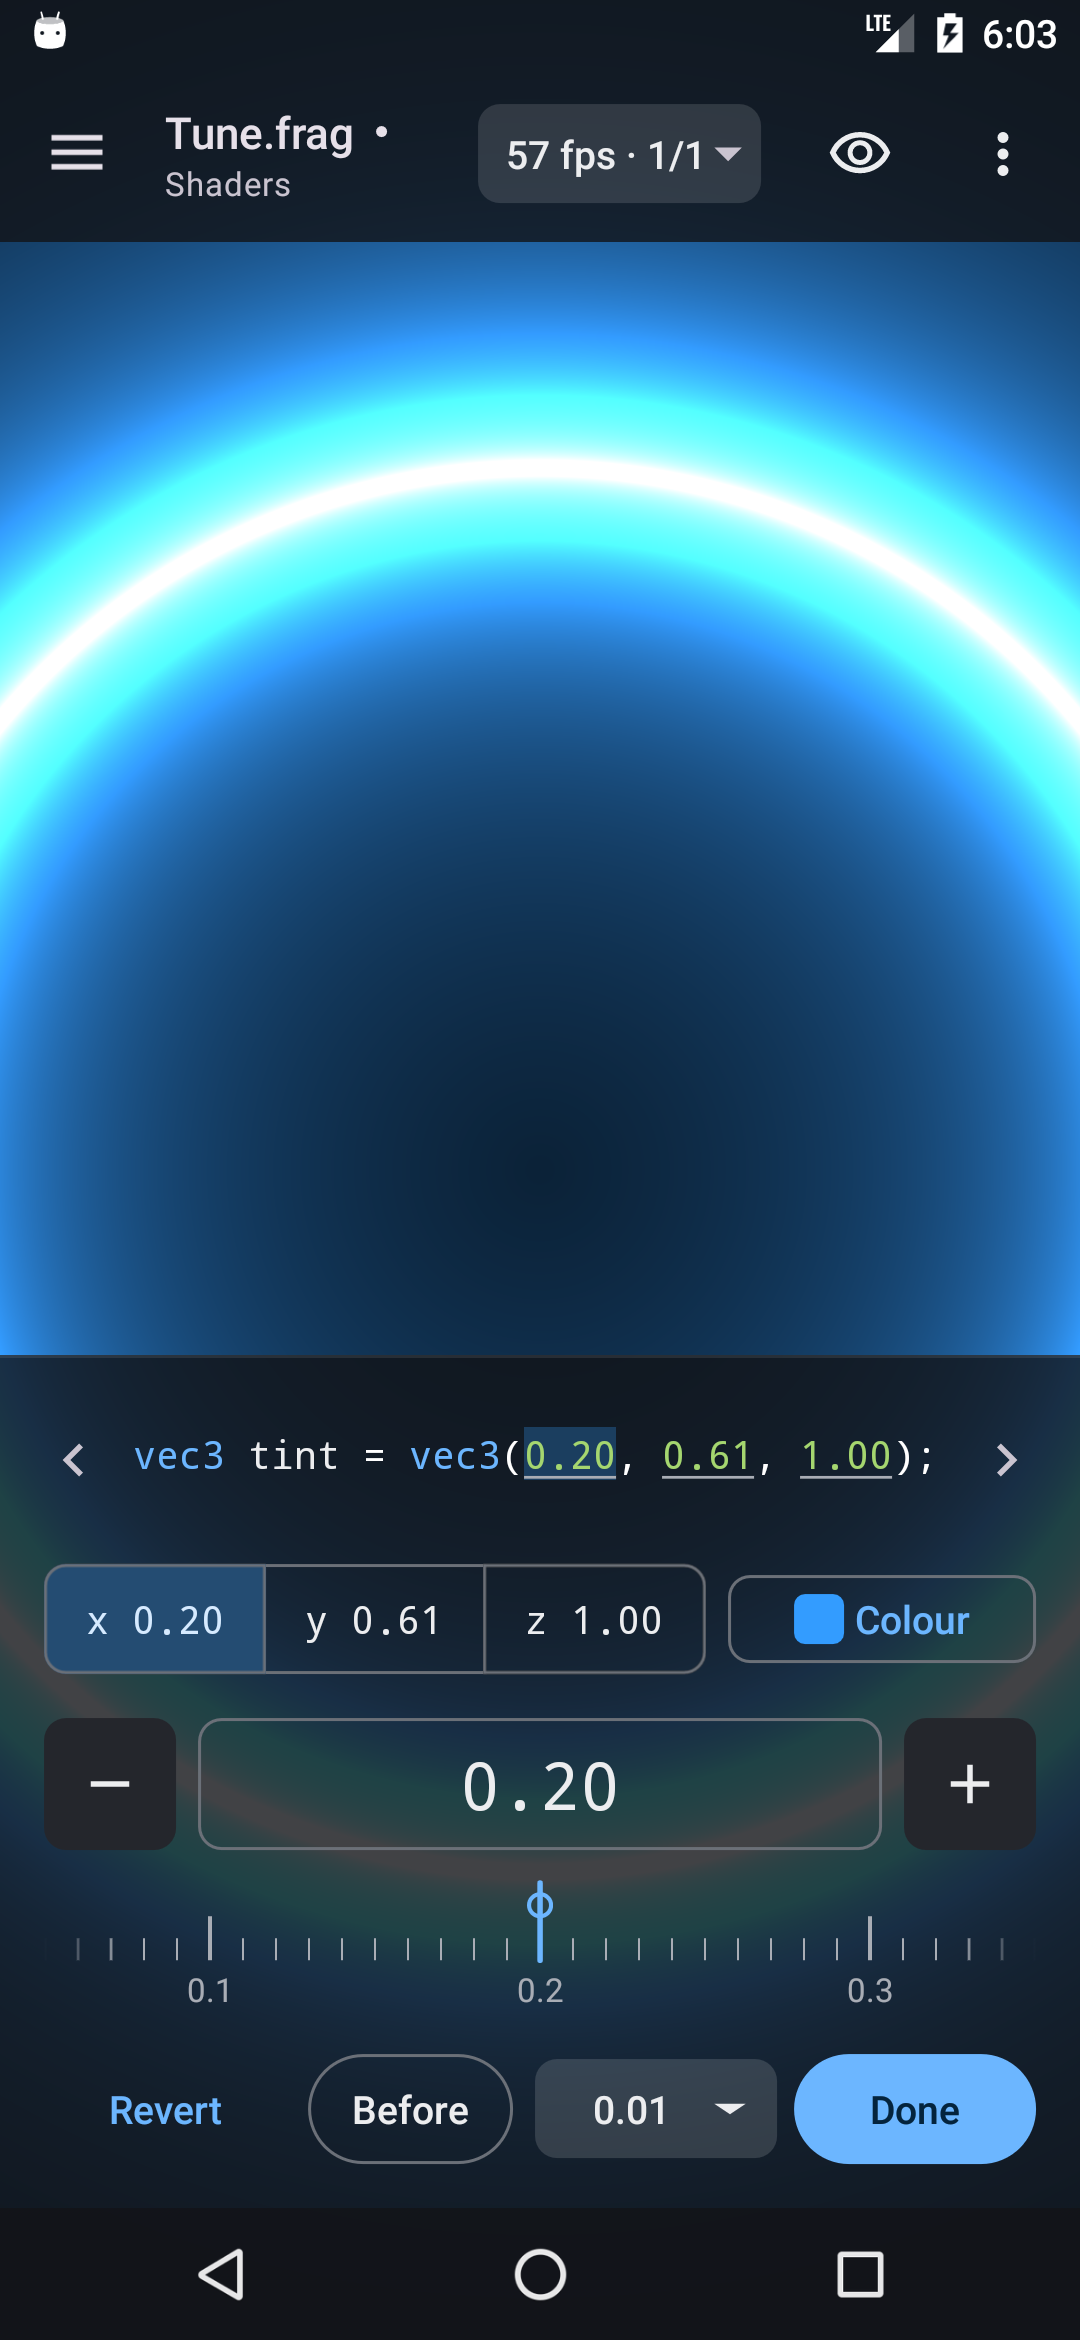 LTE 6:03
Tune.frag •
Shaders
57 fps · 1/1
vec3 tint = vec3(0.20, 0.61, 1.00);
x 0.20 y 0.61 z 1.00 Colour
− 0.20 +
0.1 0.2 0.3
Revert Before 0.01 Done